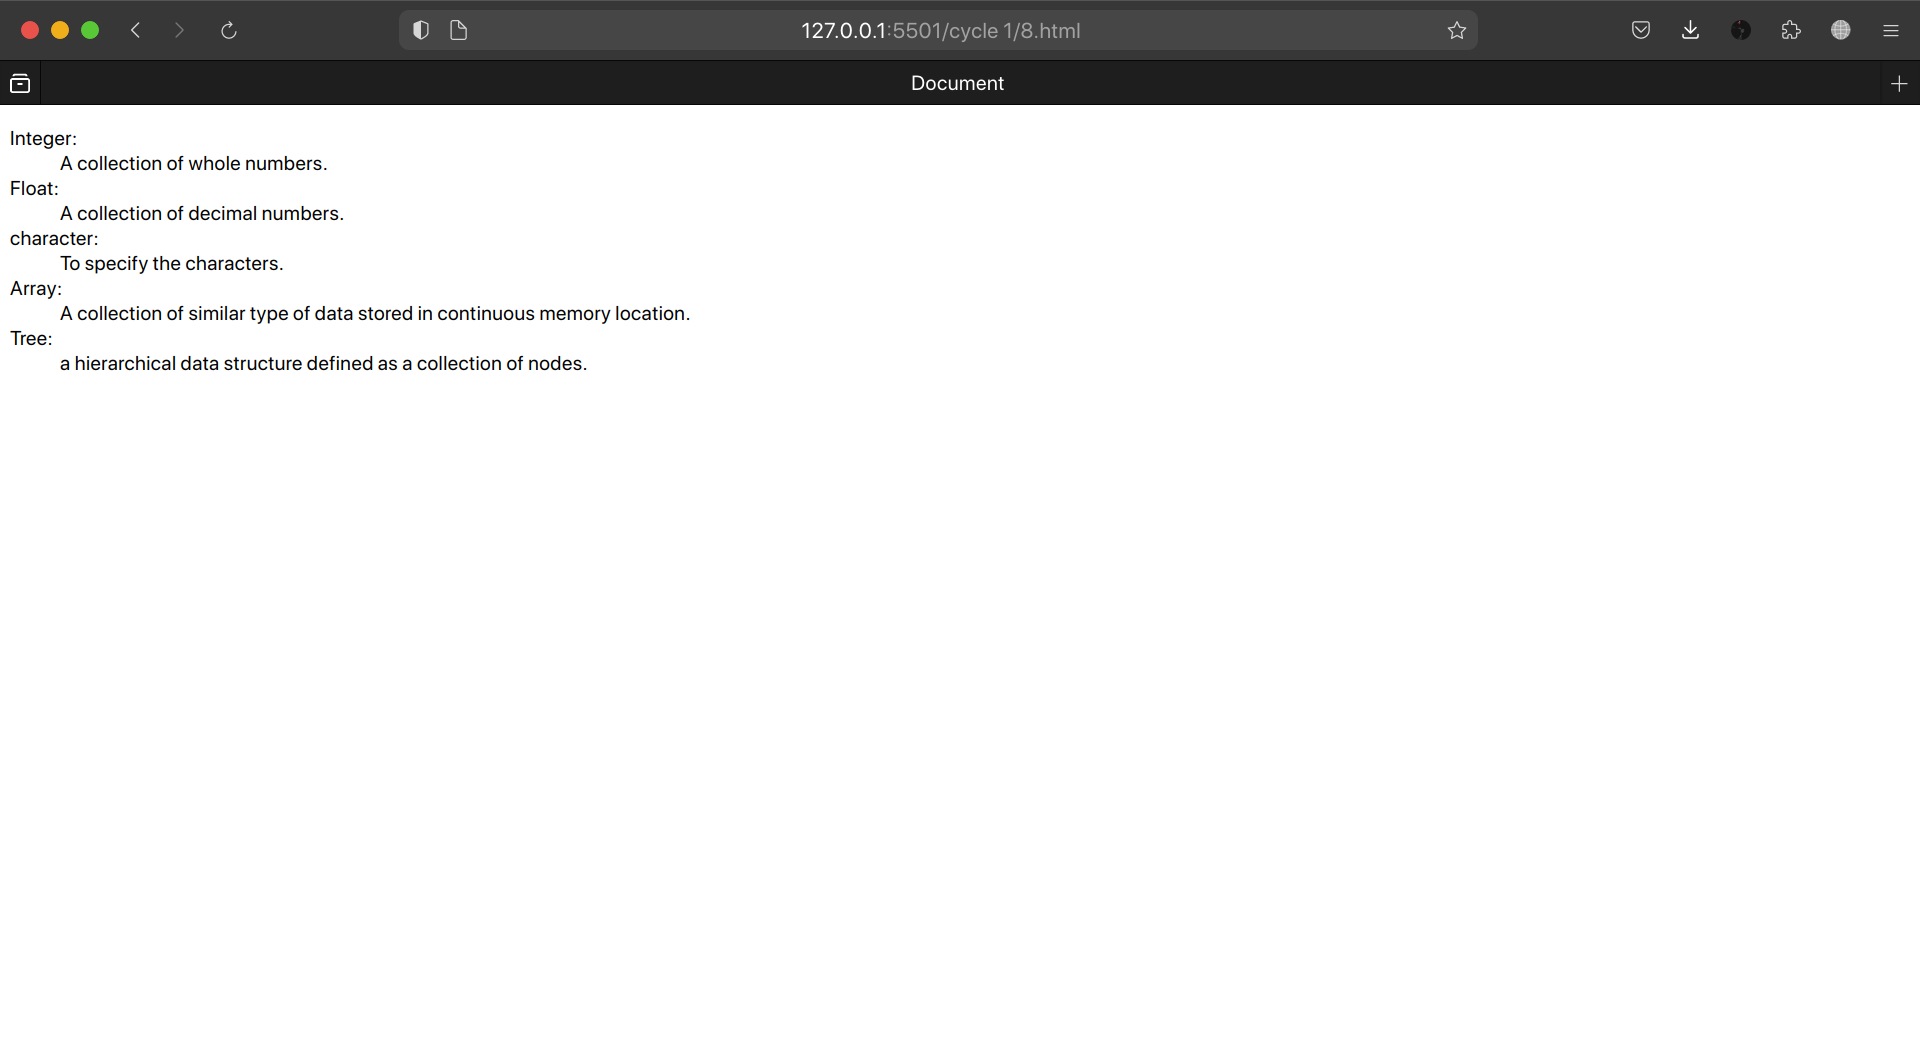 127.0.0.1:5501/cycle 1/8.html
Document
Integer:
A collection of whole numbers.
Float:
A collection of decimal numbers.
character:
To specify the characters.
Array:
A collection of similar type of data stored in continuous memory location.
Tree:
a hierarchical data structure defined as a collection of nodes.